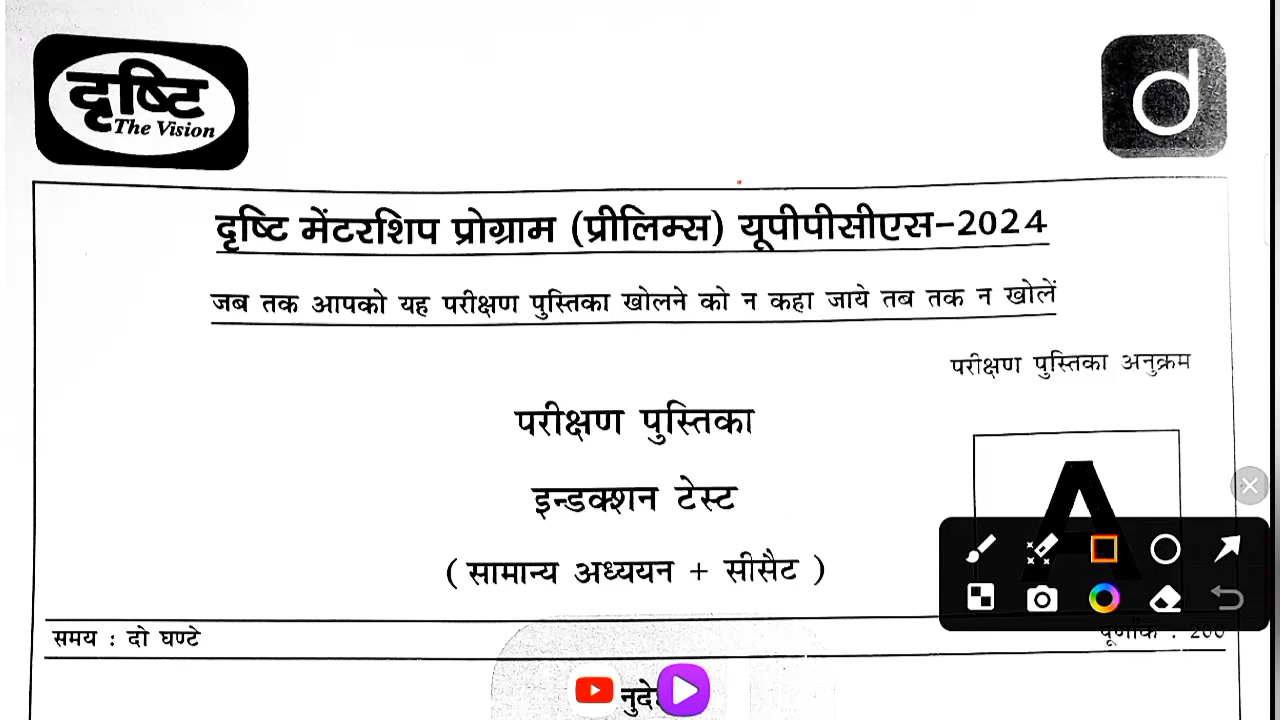 दृष्टि
The Vision
d
दृष्टि मेंटरशिप प्रोग्राम (प्रीलिम्स) यूपीपीसीएस-2024
जब तक आपको यह परीक्षण पुस्तिका खोलने को न कहा जाये तब तक न खोलें
परीक्षण पुस्तिका अनुक्रम
परीक्षण पुस्तिका
A
इन्डक्शन टेस्ट
( सामान्य अध्ययन + सीसैट )
समय : दो घण्टे
पूर्णांक : 200